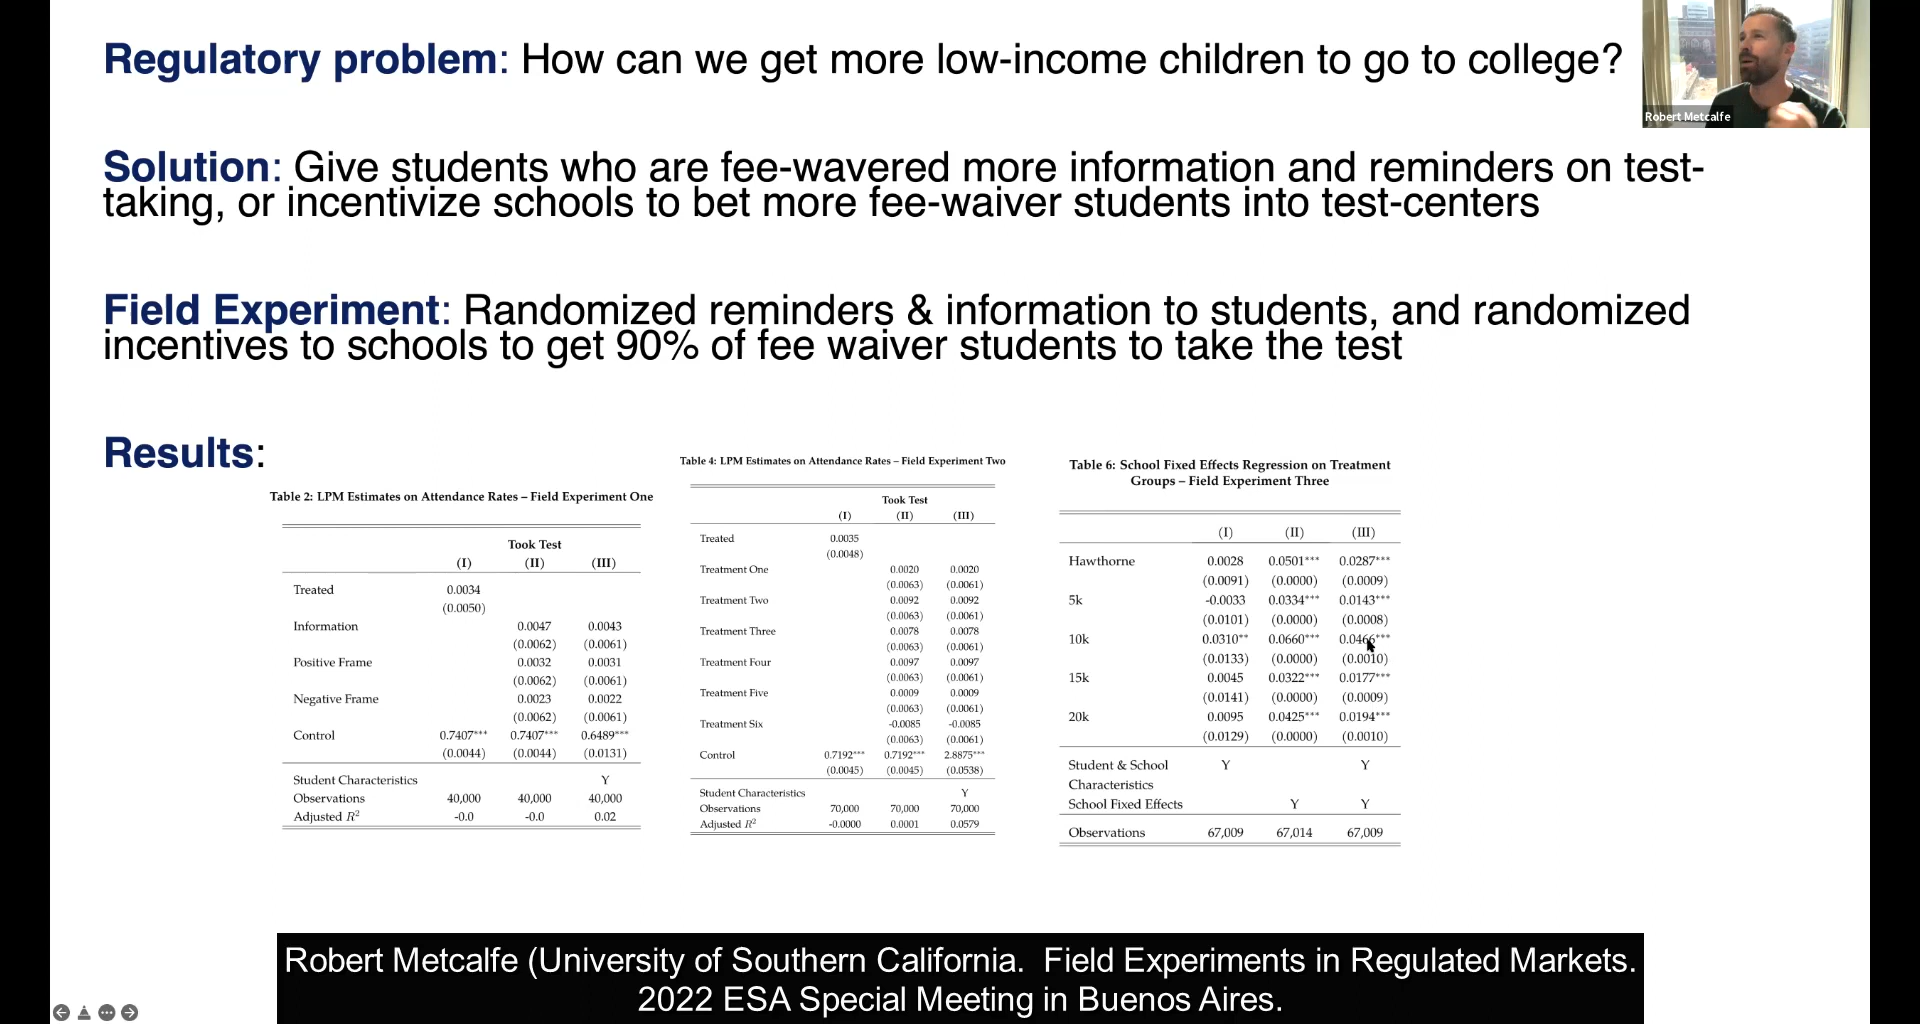 Regulatory problem: How can we get more low-income children to go to college?
Robert Metcalfe
Solution: Give students who are fee-wavered more information and reminders on test-
taking, or incentivize schools to bet more fee-waiver students into test-centers
Field Experiment: Randomized reminders & information to students, and randomized
incentives to schools to get 90% of fee waiver students to take the test
Results:
Table 2: LPM Estimates on Attendance Rates – Field Experiment One
Took Test
(I) (II) (III)
Treated 0.0034
(0.0050)
Information 0.0047 0.0043
(0.0062) (0.0061)
Positive Frame 0.0032 0.0031
(0.0062) (0.0061)
Negative Frame 0.0023 0.0022
(0.0062) (0.0061)
Control 0.7407*** 0.7407*** 0.6489***
(0.0044) (0.0044) (0.0131)
Student Characteristics Y
Observations 40,000 40,000 40,000
Adjusted R² -0.0 -0.0 0.02
Table 4: LPM Estimates on Attendance Rates – Field Experiment Two
Took Test
(I) (II) (III)
Treated 0.0035
(0.0048)
Treatment One 0.0020 0.0020
(0.0063) (0.0061)
Treatment Two 0.0092 0.0092
(0.0063) (0.0061)
Treatment Three 0.0078 0.0078
(0.0063) (0.0061)
Treatment Four 0.0097 0.0097
(0.0063) (0.0061)
Treatment Five 0.0009 0.0009
(0.0063) (0.0061)
Treatment Six -0.0085 -0.0085
(0.0063) (0.0061)
Control 0.7192*** 0.7192*** 2.8875***
(0.0045) (0.0045) (0.0538)
Student Characteristics Y
Observations 70,000 70,000 70,000
Adjusted R² -0.0000 0.0001 0.0579
Table 6: School Fixed Effects Regression on Treatment
Groups – Field Experiment Three
(I) (II) (III)
Hawthorne 0.0028 0.0501*** 0.0287***
(0.0091) (0.0000) (0.0009)
5k -0.0033 0.0334*** 0.0143***
(0.0101) (0.0000) (0.0008)
10k 0.0310** 0.0660*** 0.0466***
(0.0133) (0.0000) (0.0010)
15k 0.0045 0.0322*** 0.0177***
(0.0141) (0.0000) (0.0009)
20k 0.0095 0.0425*** 0.0194***
(0.0129) (0.0000) (0.0010)
Student & School Y Y
Characteristics
School Fixed Effects Y Y
Observations 67,009 67,014 67,009
Robert Metcalfe (University of Southern California.  Field Experiments in Regulated Markets.
2022 ESA Special Meeting in Buenos Aires.